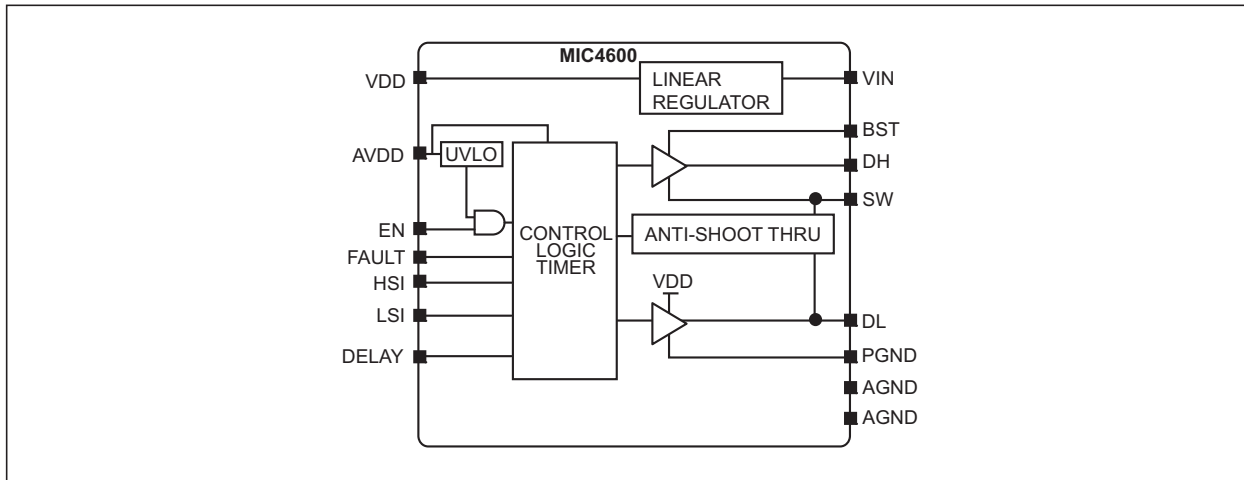 MIC4600
VDD
LINEAR
REGULATOR
VIN
BST
AVDD
UVLO
DH
SW
EN
CONTROL
LOGIC
TIMER
ANTI-SHOOT THRU
FAULT
HSI
VDD
LSI
DL
DELAY
PGND
AGND
AGND